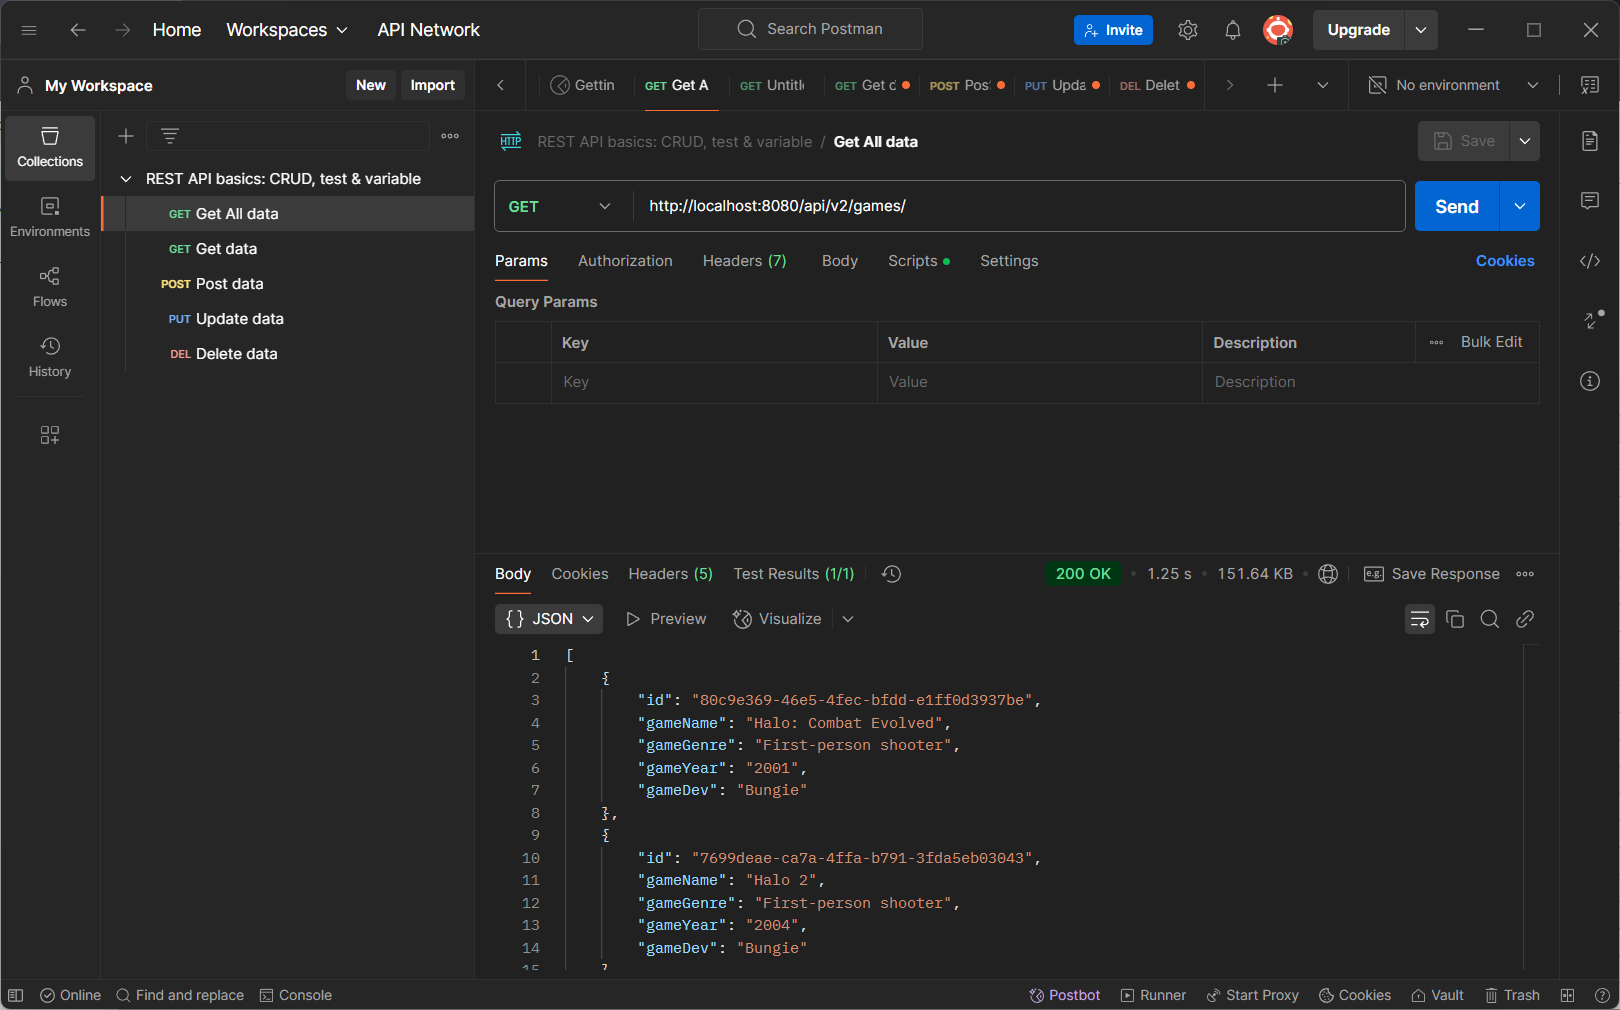 Home Workspaces API Network Search Postman Invite Upgrade
My Workspace New Import Gettin GET Get A GET Untitl GET Get d POST Pos PUT Upda DEL Delet No environment
Collections
Environments
Flows
History
REST API basics: CRUD, test & variable
GET Get All data
GET Get data
POST Post data
PUT Update data
DEL Delete data
HTTP REST API basics: CRUD, test & variable / Get All data Save
GET http://localhost:8080/api/v2/games/ Send
Params Authorization Headers (7) Body Scripts Settings Cookies
Query Params
Key Value Description Bulk Edit
Key Value Description
Body Cookies Headers (5) Test Results (1/1) 200 OK 1.25 s 151.64 KB e.g. Save Response
{} JSON Preview Visualize
1 [
2 {
3 "id": "80c9e369-46e5-4fec-bfdd-e1ff0d3937be",
4 "gameName": "Halo: Combat Evolved",
5 "gameGenre": "First-person shooter",
6 "gameYear": "2001",
7 "gameDev": "Bungie"
8 },
9 {
10 "id": "7699deae-ca7a-4ffa-b791-3fda5eb03043",
11 "gameName": "Halo 2",
12 "gameGenre": "First-person shooter",
13 "gameYear": "2004",
14 "gameDev": "Bungie"
15 }
Online Find and replace Console Postbot Runner Start Proxy Cookies Vault Trash